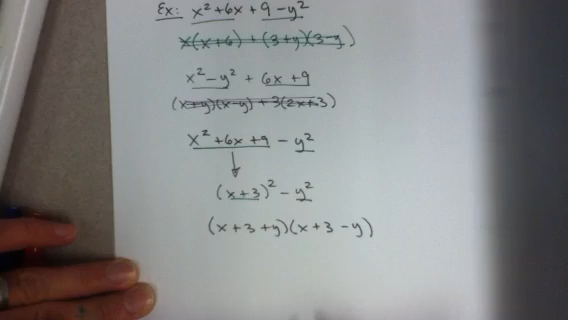 Ex: x² + 6x + 9 - y²
x(x+6) + (3+y)(3-y)
x² - y² + 6x + 9
(x+y)(x-y) + 3(2x+3)
x² + 6x + 9 - y²
↓
(x+3)² - y²
(x+3+y)(x+3-y)